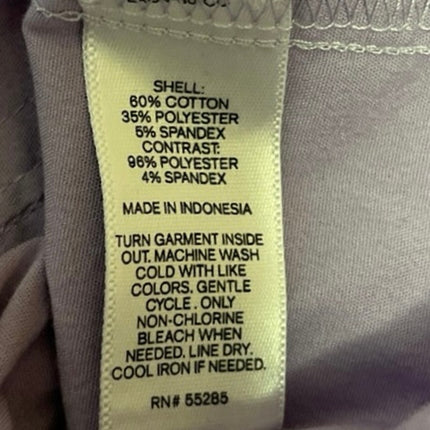 SHELL:
60% COTTON
35% POLYESTER
5% SPANDEX
CONTRAST:
96% POLYESTER
4% SPANDEX
MADE IN INDONESIA
TURN GARMENT INSIDE
OUT. MACHINE WASH
COLD WITH LIKE
COLORS. GENTLE
CYCLE. ONLY
NON-CHLORINE
BLEACH WHEN
NEEDED. LINE DRY.
COOL IRON IF NEEDED.
RN# 55285